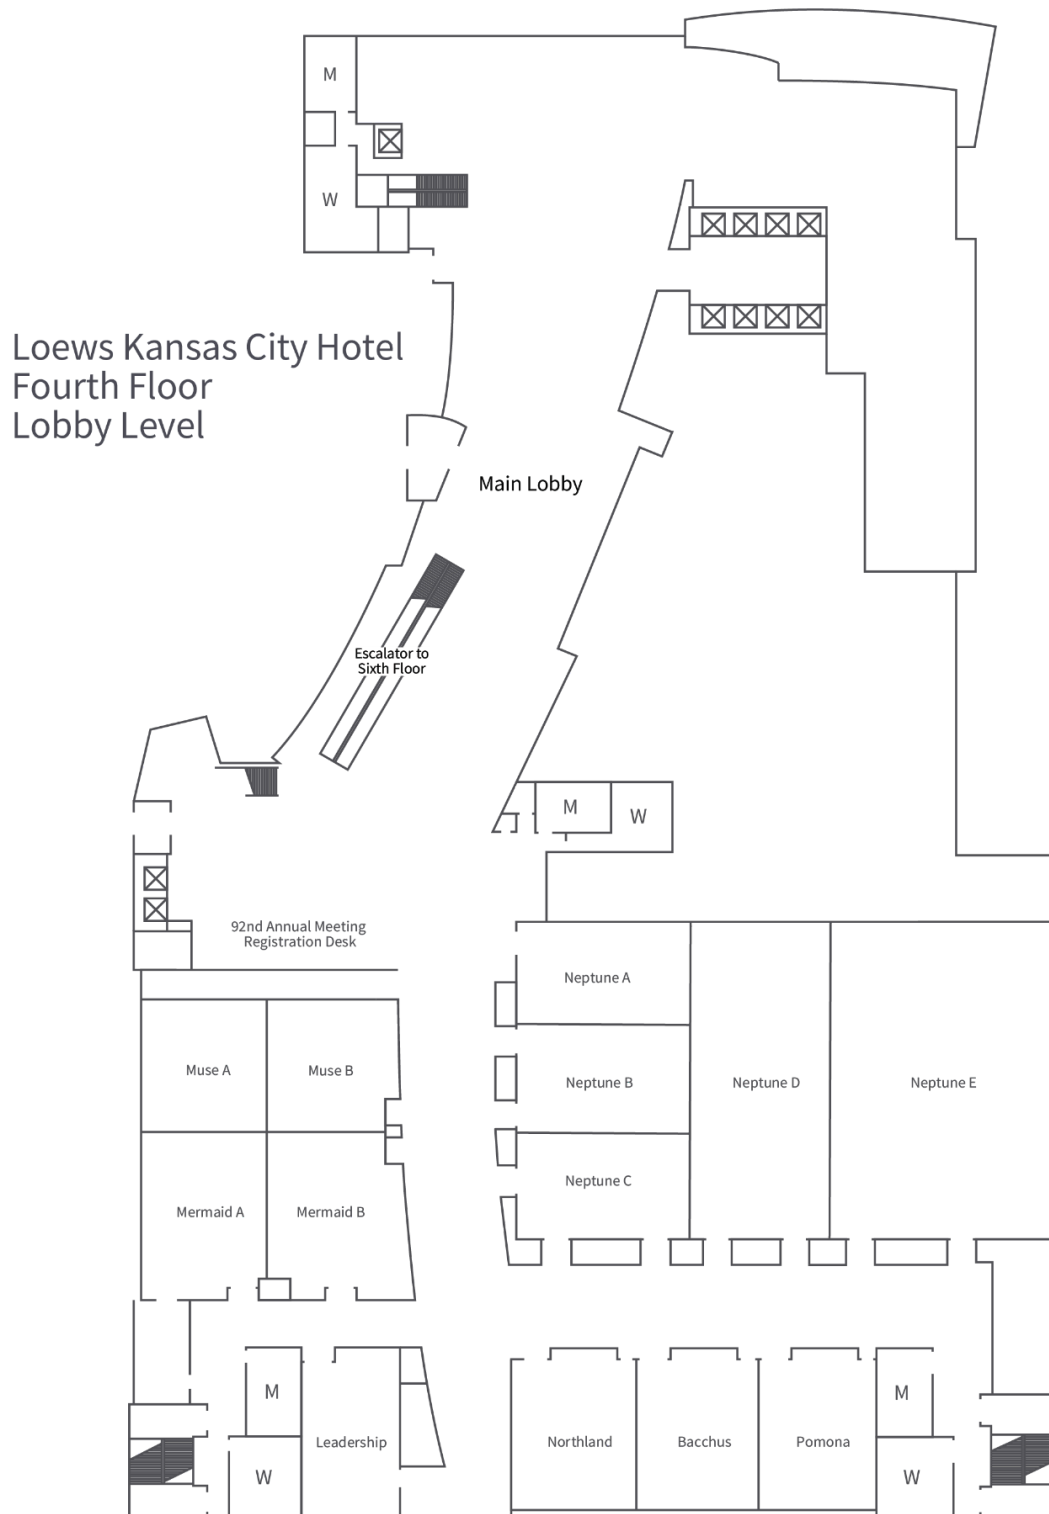 M
W
Loews Kansas City Hotel
Fourth Floor
Lobby Level
Main Lobby
Escalator to
Sixth Floor
M
W
92nd Annual Meeting
Registration Desk
Neptune A
Muse A
Muse B
Neptune B
Neptune D
Neptune E
Neptune C
Mermaid A
Mermaid B
M
M
Leadership
Northland
Bacchus
Pomona
W
W